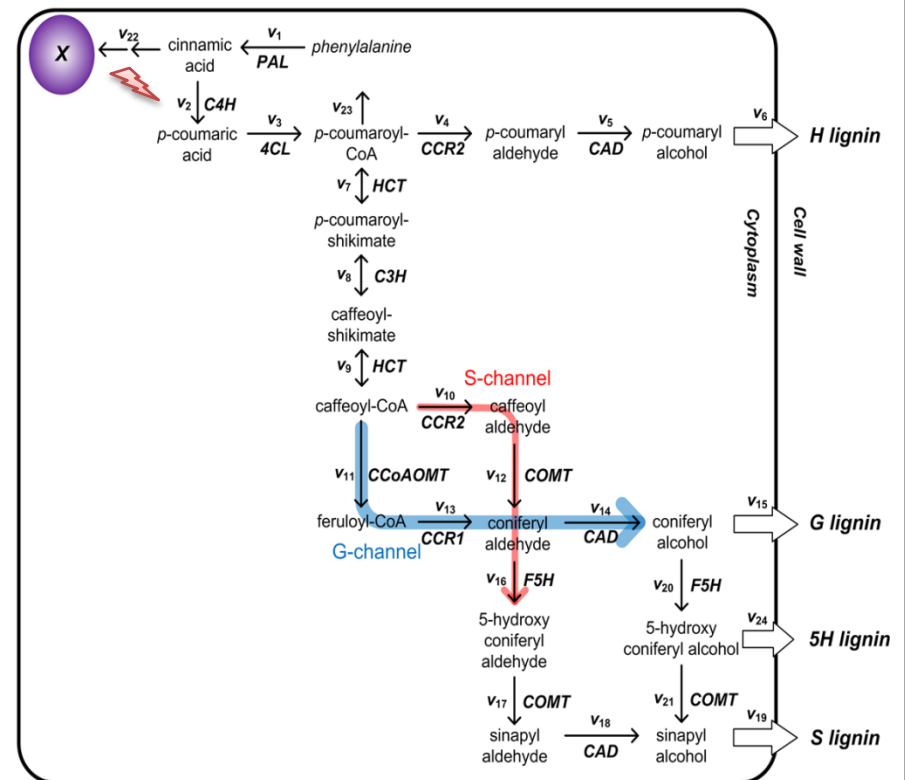 X
v22
cinnamic
acid
v1
PAL
phenylalanine
v2
C4H
p-coumaric
acid
v3
4CL
v23
p-coumaroyl-
CoA
v4
CCR2
p-coumaryl
aldehyde
v5
CAD
p-coumaryl
alcohol
v6
H lignin
v7
HCT
p-coumaroyl-
shikimate
Cytoplasm
Cell wall
v8
C3H
caffeoyl-
shikimate
v9
HCT
S-channel
caffeoyl-CoA
v10
CCR2
caffeoyl
aldehyde
v11
CCoAOMT
v12
COMT
feruloyl-CoA
v13
CCR1
coniferyl
aldehyde
v14
CAD
coniferyl
alcohol
v15
G lignin
G-channel
v16
F5H
v20
F5H
5-hydroxy
coniferyl
aldehyde
5-hydroxy
coniferyl alcohol
v24
5H lignin
v17
COMT
v21
COMT
sinapyl
aldehyde
v18
CAD
sinapyl
alcohol
v19
S lignin